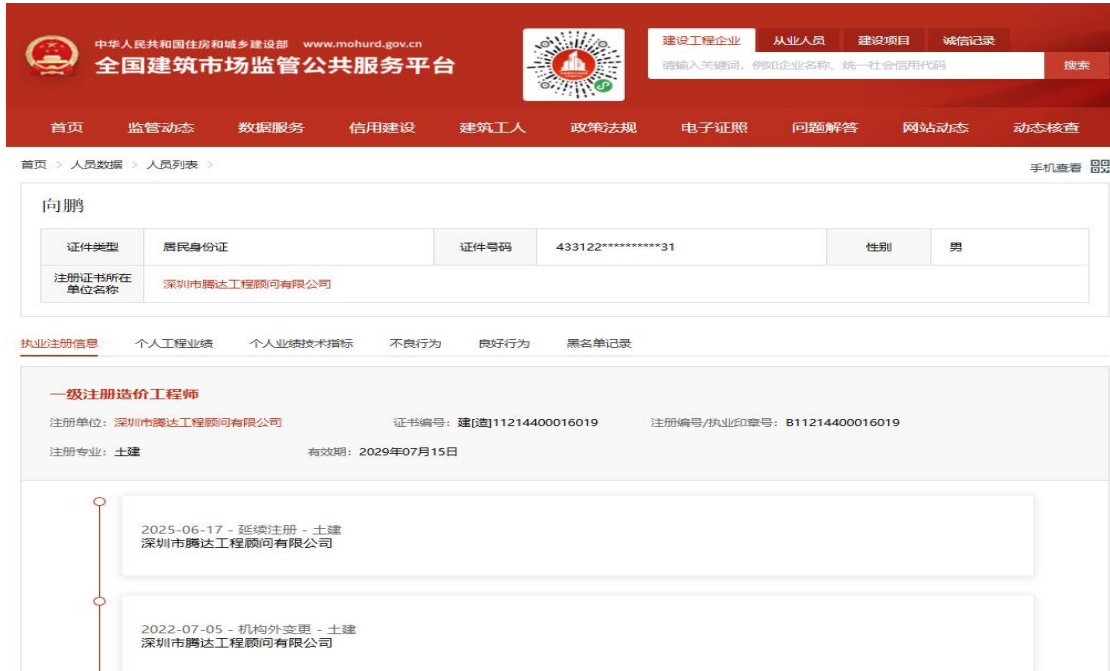 中华人民共和国住房和城乡建设部 www.mohurd.gov.cn
全国建筑市场监管公共服务平台
建设工程企业 从业人员 建设项目 诚信记录
请输入关键词，例如企业名称、统一社会信用代码 搜索
首页 监管动态 数据服务 信用建设 建筑工人 政策法规 电子证照 问题解答 网站动态 动态核查
首页 > 人员数据 > 人员列表 >
手机查看
向鹏
证件类型 居民身份证 证件号码 433122**********31 性别 男
注册证书所在
单位名称
深圳市腾达工程顾问有限公司
执业注册信息 个人工程业绩 个人业绩技术指标 不良行为 良好行为 黑名单记录
一级注册造价工程师
注册单位：深圳市腾达工程顾问有限公司 证书编号：建[造]11214400016019 注册编号/执业印章号：B11214400016019
注册专业：土建 有效期：2029年07月15日
2025-06-17 - 延续注册 - 土建
深圳市腾达工程顾问有限公司
2022-07-05 - 机构外变更 - 土建
深圳市腾达工程顾问有限公司